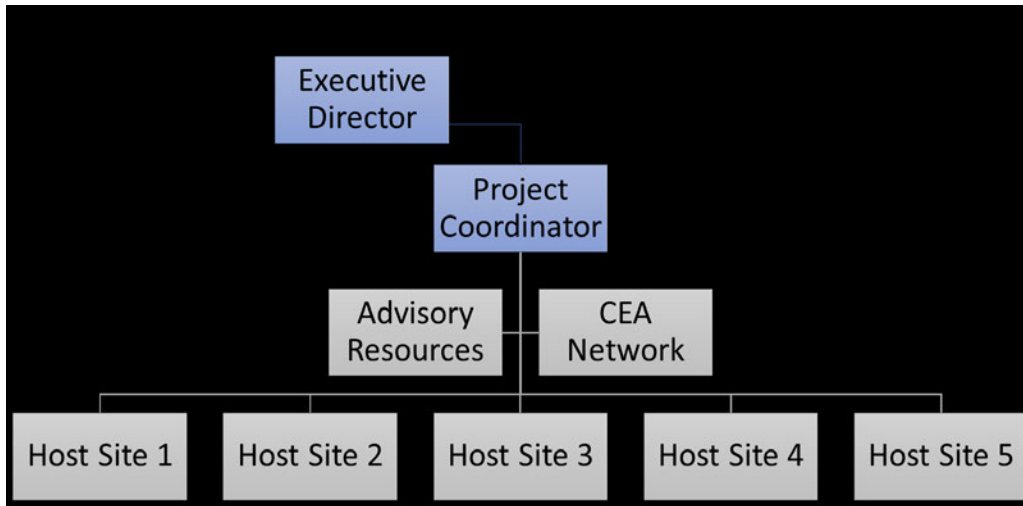 Executive
Director
Project
Coordinator
Advisory
Resources
CEA
Network
Host Site 1
Host Site 2
Host Site 3
Host Site 4
Host Site 5